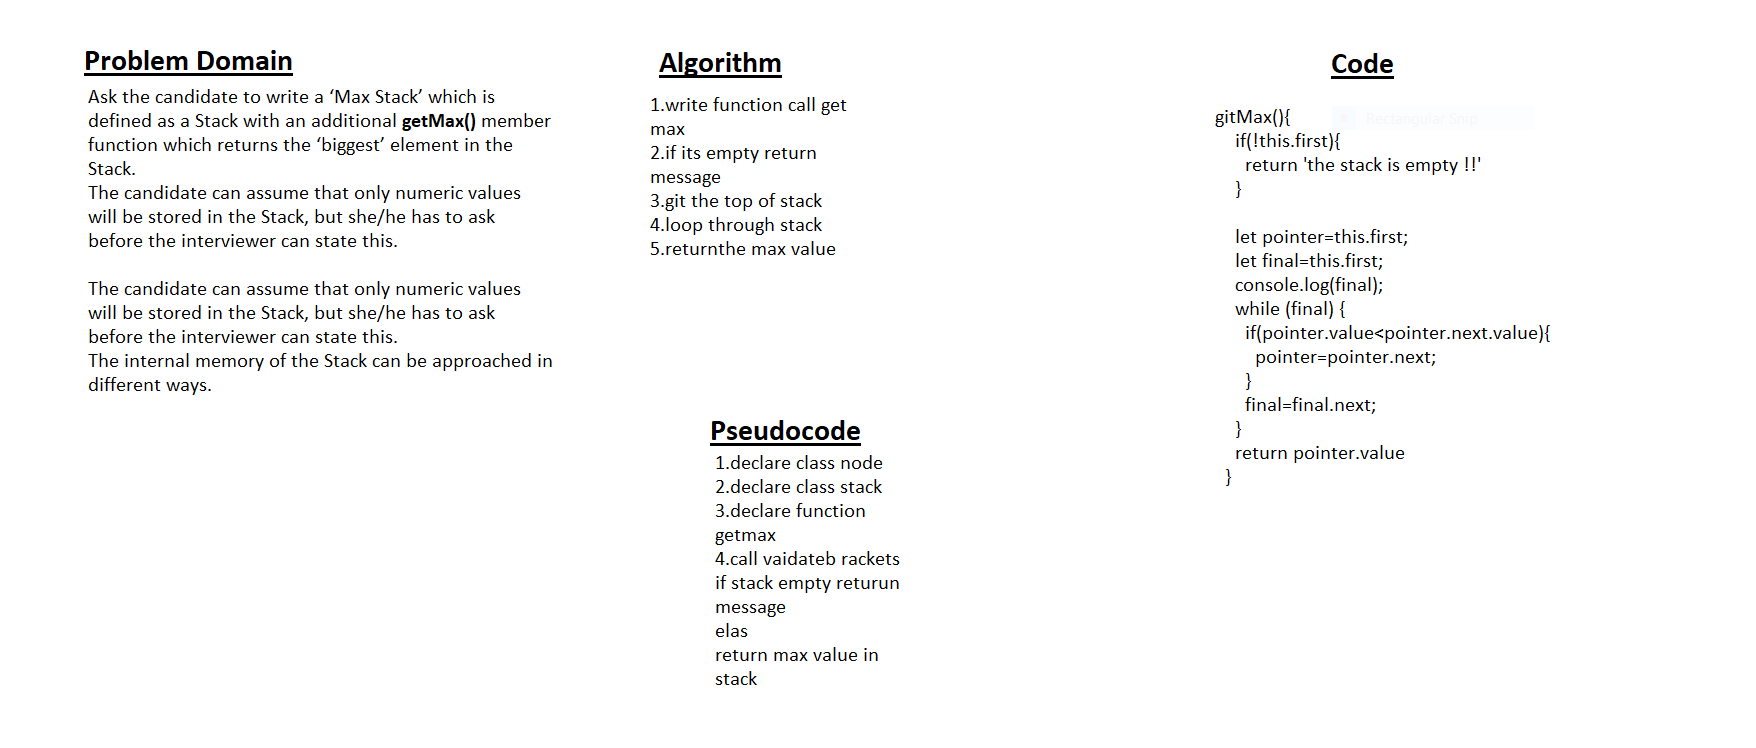 Problem Domain
Ask the candidate to write a ‘Max Stack’ which is
defined as a Stack with an additional getMax() member
function which returns the ‘biggest’ element in the
Stack.
The candidate can assume that only numeric values
will be stored in the Stack, but she/he has to ask
before the interviewer can state this.
The candidate can assume that only numeric values
will be stored in the Stack, but she/he has to ask
before the interviewer can state this.
The internal memory of the Stack can be approached in
different ways.
Algorithm
1.write function call get
max
2.if its empty return
message
3.git the top of stack
4.loop through stack
5.returnthe max value
Pseudocode
1.declare class node
2.declare class stack
3.declare function
getmax
4.call vaidateb rackets
if stack empty returun
message
elas
return max value in
stack
Code
Rectangular Snip
gitMax(){
if(!this.first){
return 'the stack is empty !!'
}
let pointer=this.first;
let final=this.first;
console.log(final);
while (final) {
if(pointer.value<pointer.next.value){
pointer=pointer.next;
}
final=final.next;
}
return pointer.value
}